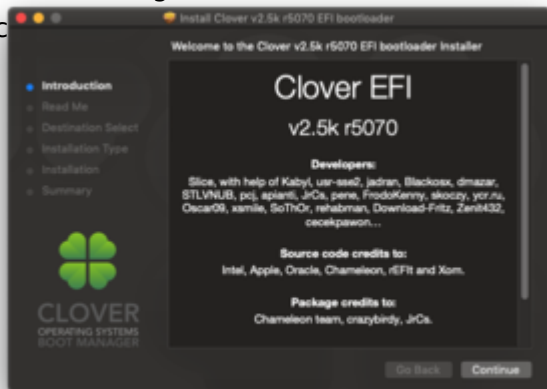 Install Clover v2.5k r5070 EFI bootloader
Welcome to the Clover v2.5k r5070 EFI bootloader Installer
Introduction
Read Me
Destination Select
Installation Type
Installation
Summary
CLOVER
OPERATING SYSTEMS
BOOT MANAGER
Clover EFI
v2.5k r5070
Developers:
Slice, with help of Kabyl, usr-sse2, jadran, Blackosx, dmazar,
STLVNUB, pcj, apianti, JrCs, pene, FrodoKenny, skoczy, ycr.ru,
Oscar09, xsmile, SoThOr, rehabman, Download-Fritz, Zenit432,
cecekpawon...
Source code credits to:
Intel, Apple, Oracle, Chameleon, rEFIt and Xom.
Package credits to:
Chameleon team, crazybirdy, JrCs.
Go Back
Continue